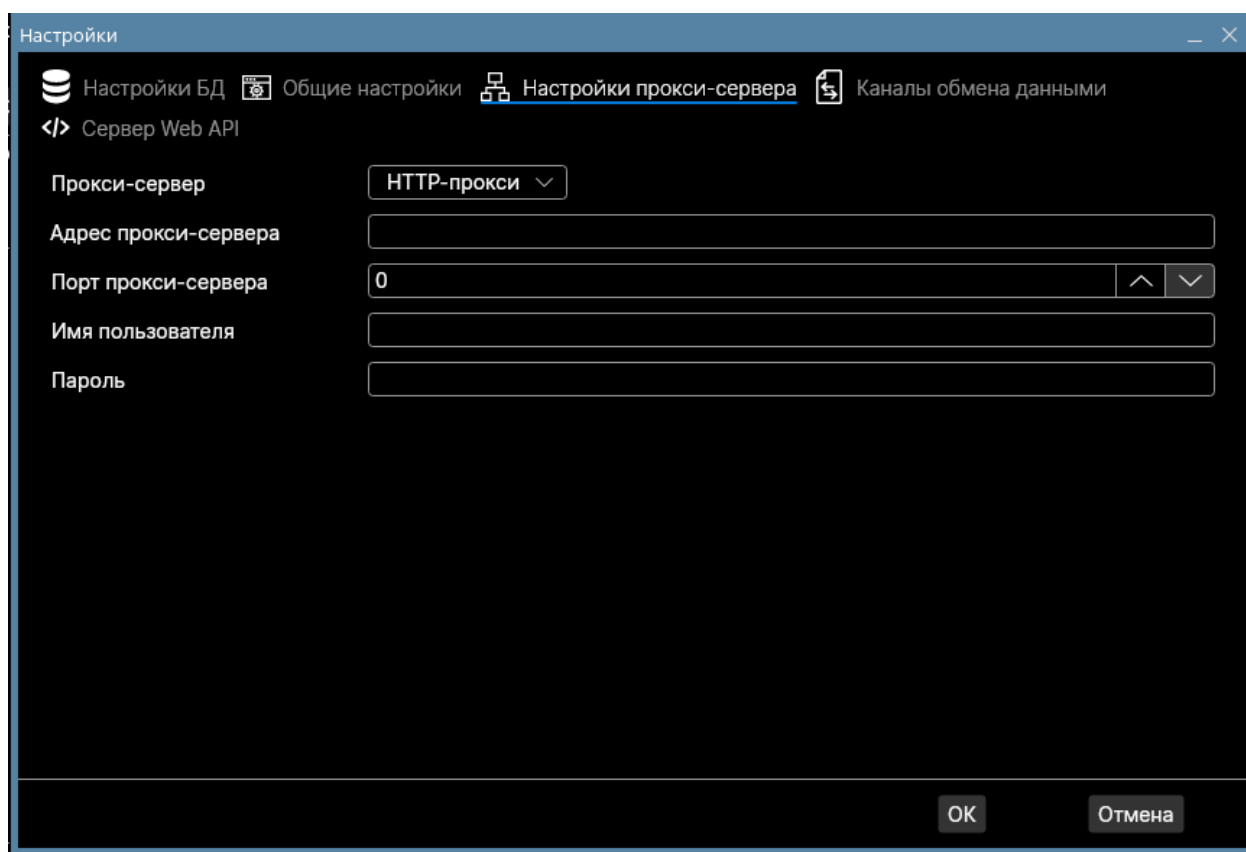 Настройки
Настройки БД Общие настройки Настройки прокси-сервера Каналы обмена данными
</> Сервер Web API
Прокси-сервер HTTP-прокси
Адрес прокси-сервера
Порт прокси-сервера 0
Имя пользователя
Пароль
OK Отмена